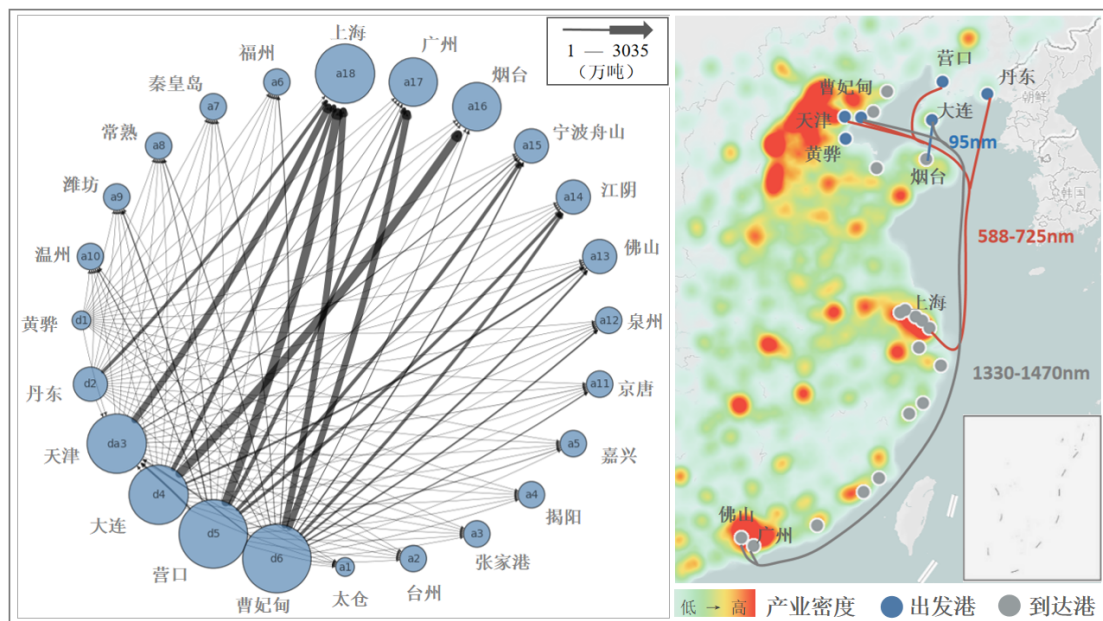 上海
广州
烟台
福州
秦皇岛
常熟
潍坊
温州
黄骅
丹东
天津
大连
营口
曹妃甸
太仓
台州
张家港
揭阳
嘉兴
京唐
泉州
佛山
江阴
宁波舟山
a18
a17
a16
a15
a14
a13
a12
a11
a5
a4
a3
a2
a1
d6
d5
d4
da3
d2
d1
a10
a9
a8
a7
a6
1 — 3035
(万吨)
营口
丹东
朝鲜
曹妃甸
天津
大连
黄骅
95nm
烟台
韩国
588-725nm
上海
1330-1470nm
佛山
广州
低 → 高 产业密度 出发港 到达港